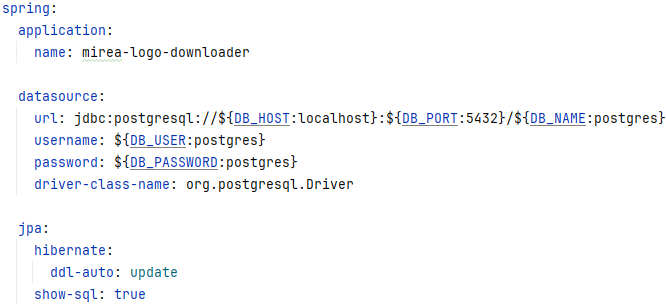 spring:
  application:
    name: mirea-logo-downloader

  datasource:
    url: jdbc:postgresql://${DB_HOST:localhost}:${DB_PORT:5432}/${DB_NAME:postgres}
    username: ${DB_USER:postgres}
    password: ${DB_PASSWORD:postgres}
    driver-class-name: org.postgresql.Driver

  jpa:
    hibernate:
      ddl-auto: update
    show-sql: true